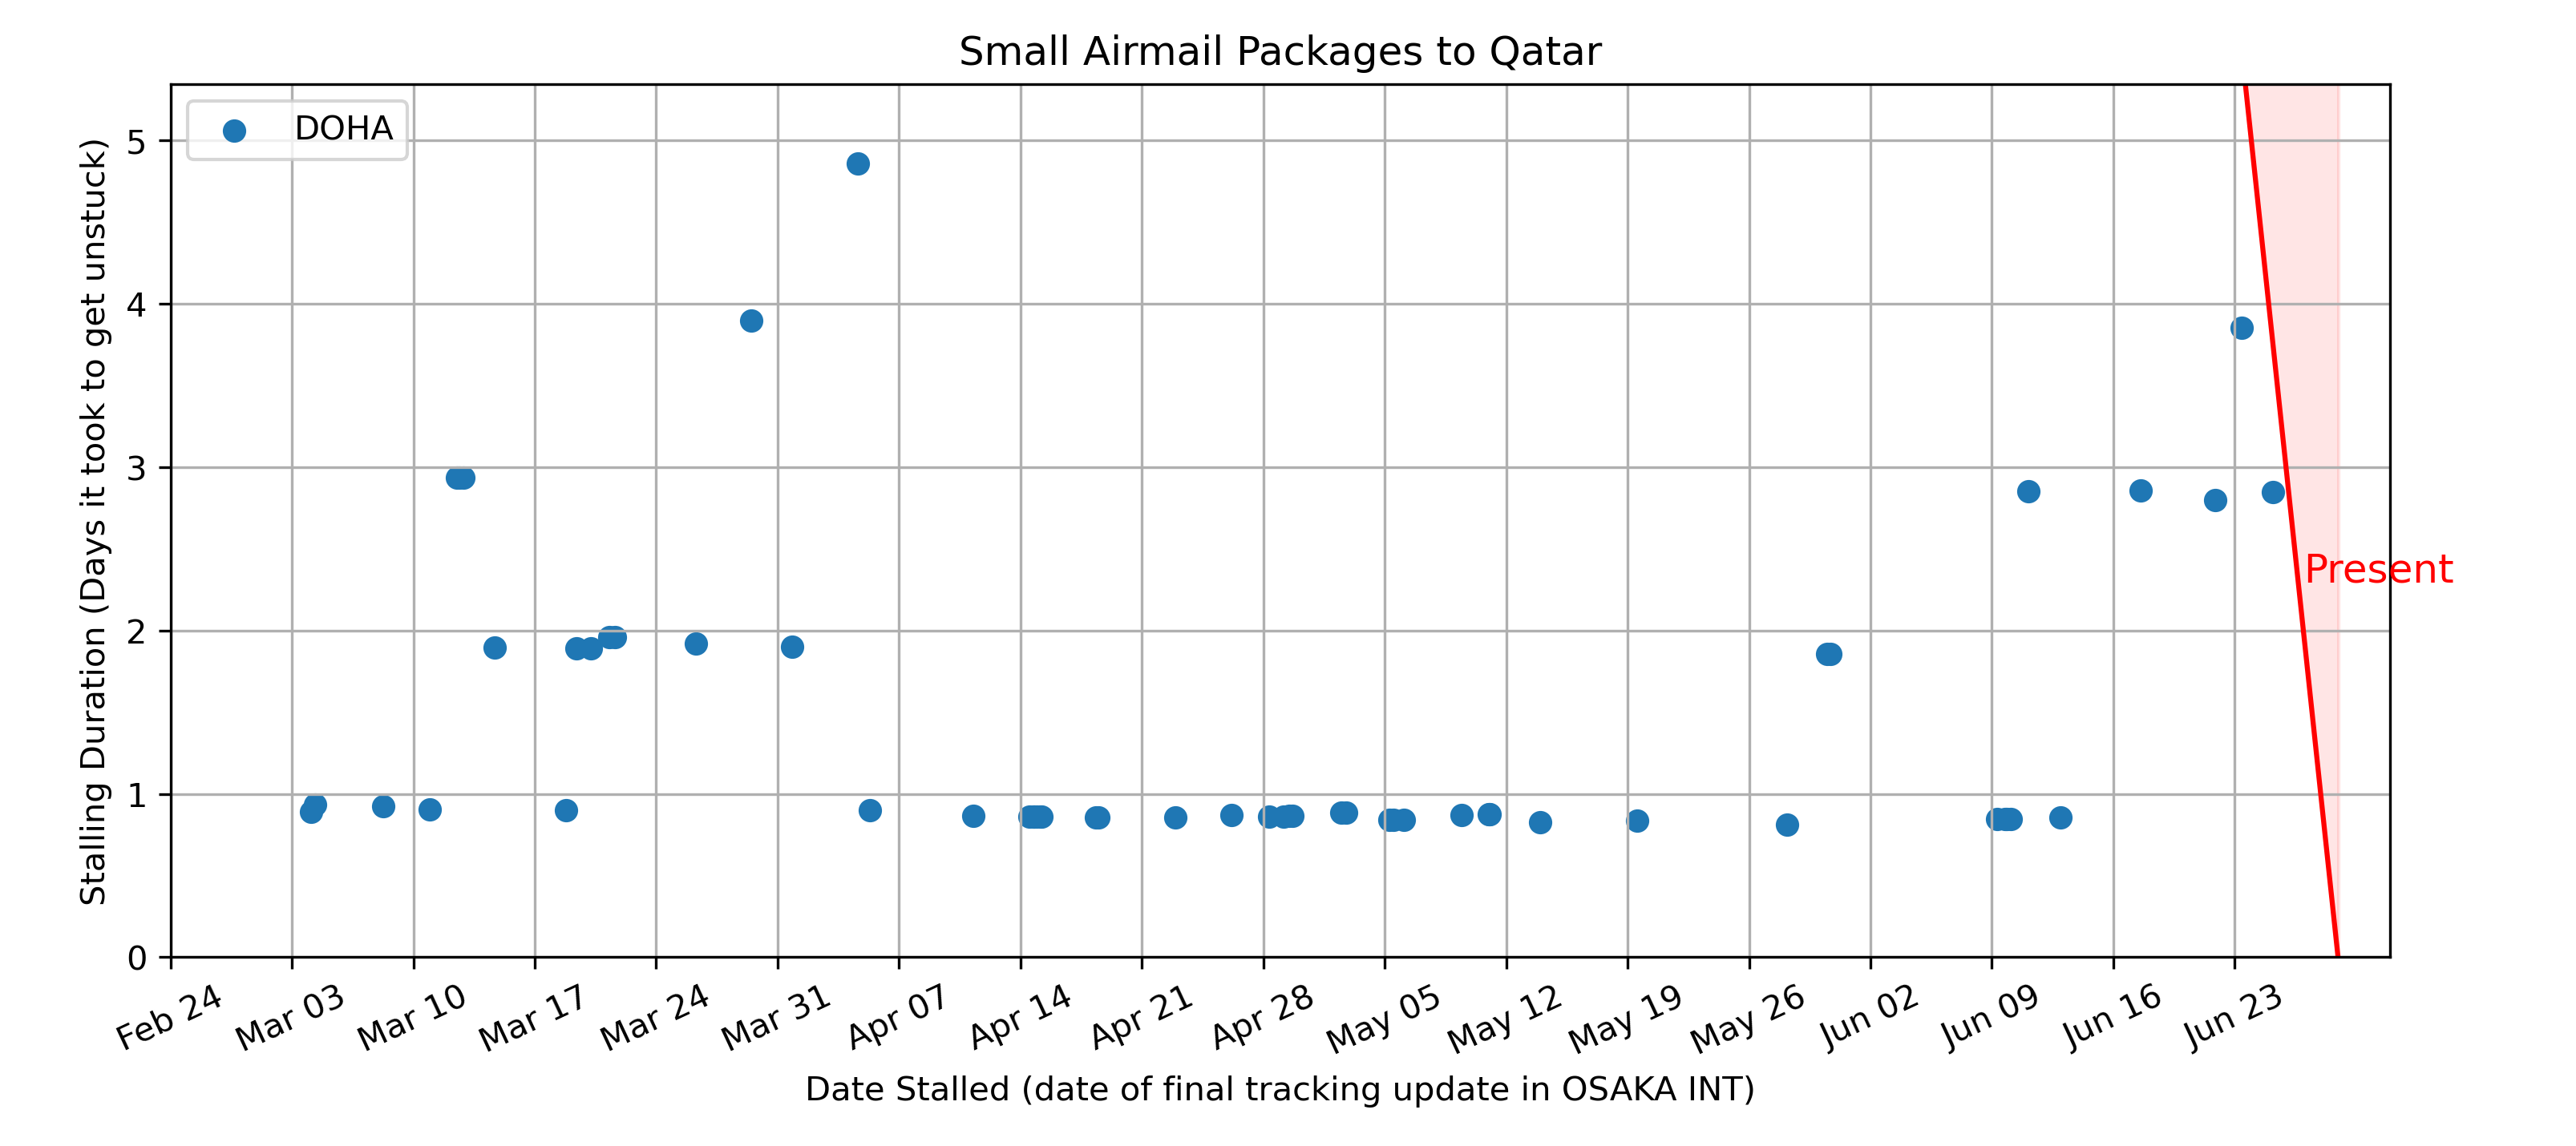 Small Airmail Packages to Qatar
DOHA
5
4
3
2
1
0
Stalling Duration (Days it took to get unstuck)
Present
Feb 24
Mar 03
Mar 10
Mar 17
Mar 24
Mar 31
Apr 07
Apr 14
Apr 21
Apr 28
May 05
May 12
May 19
May 26
Jun 02
Jun 09
Jun 16
Jun 23
Date Stalled (date of final tracking update in OSAKA INT)